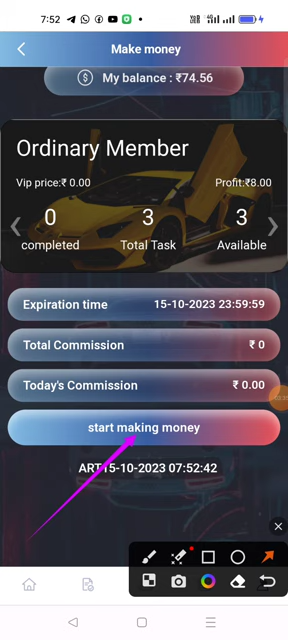 7:52
Make money
My balance : ₹74.56
Ordinary Member
Vip price:₹ 0.00
Profit:₹8.00
0
3
3
completed
Total Task
Available
Expiration time
15-10-2023 23:59:59
Total Commission
₹ 0
Today's Commission
₹ 0.00
start making money
ART15-10-2023 07:52:42